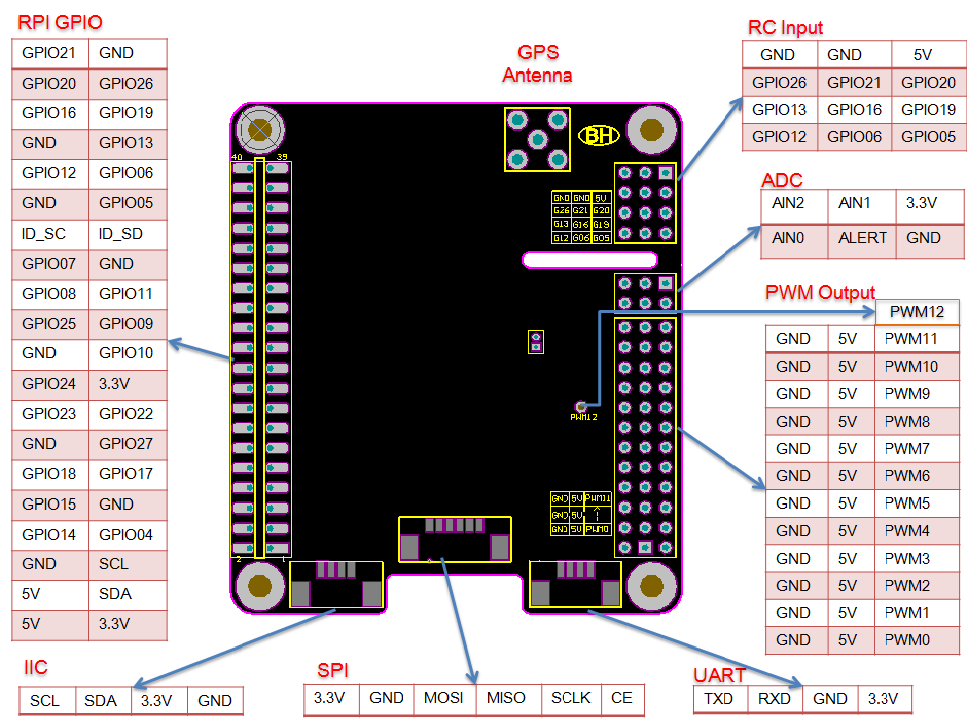 RPI GPIO
GPIO21 GND
GPIO20 GPIO26
GPIO16 GPIO19
GND GPIO13
GPIO12 GPIO06
GND GPIO05
ID_SC ID_SD
GPIO07 GND
GPIO08 GPIO11
GPIO25 GPIO09
GND GPIO10
GPIO24 3.3V
GPIO23 GPIO22
GND GPIO27
GPIO18 GPIO17
GPIO15 GND
GPIO14 GPIO04
GND SCL
5V SDA
5V 3.3V
GPS
Antenna
BH
40 39
GND GND 5V
G26 G21 G20
G13 G16 G19
G12 G06 G05
PWM12
GND 5V PWM11
GND 5V
GND 5V PWM0
2 1
RC Input
GND GND 5V
GPIO26 GPIO21 GPIO20
GPIO13 GPIO16 GPIO19
GPIO12 GPIO06 GPIO05
ADC
AIN2 AIN1 3.3V
AIN0 ALERT GND
PWM Output
PWM12
GND 5V PWM11
GND 5V PWM10
GND 5V PWM9
GND 5V PWM8
GND 5V PWM7
GND 5V PWM6
GND 5V PWM5
GND 5V PWM4
GND 5V PWM3
GND 5V PWM2
GND 5V PWM1
GND 5V PWM0
IIC
SCL SDA 3.3V GND
SPI
3.3V GND MOSI MISO SCLK CE
UART
TXD RXD GND 3.3V